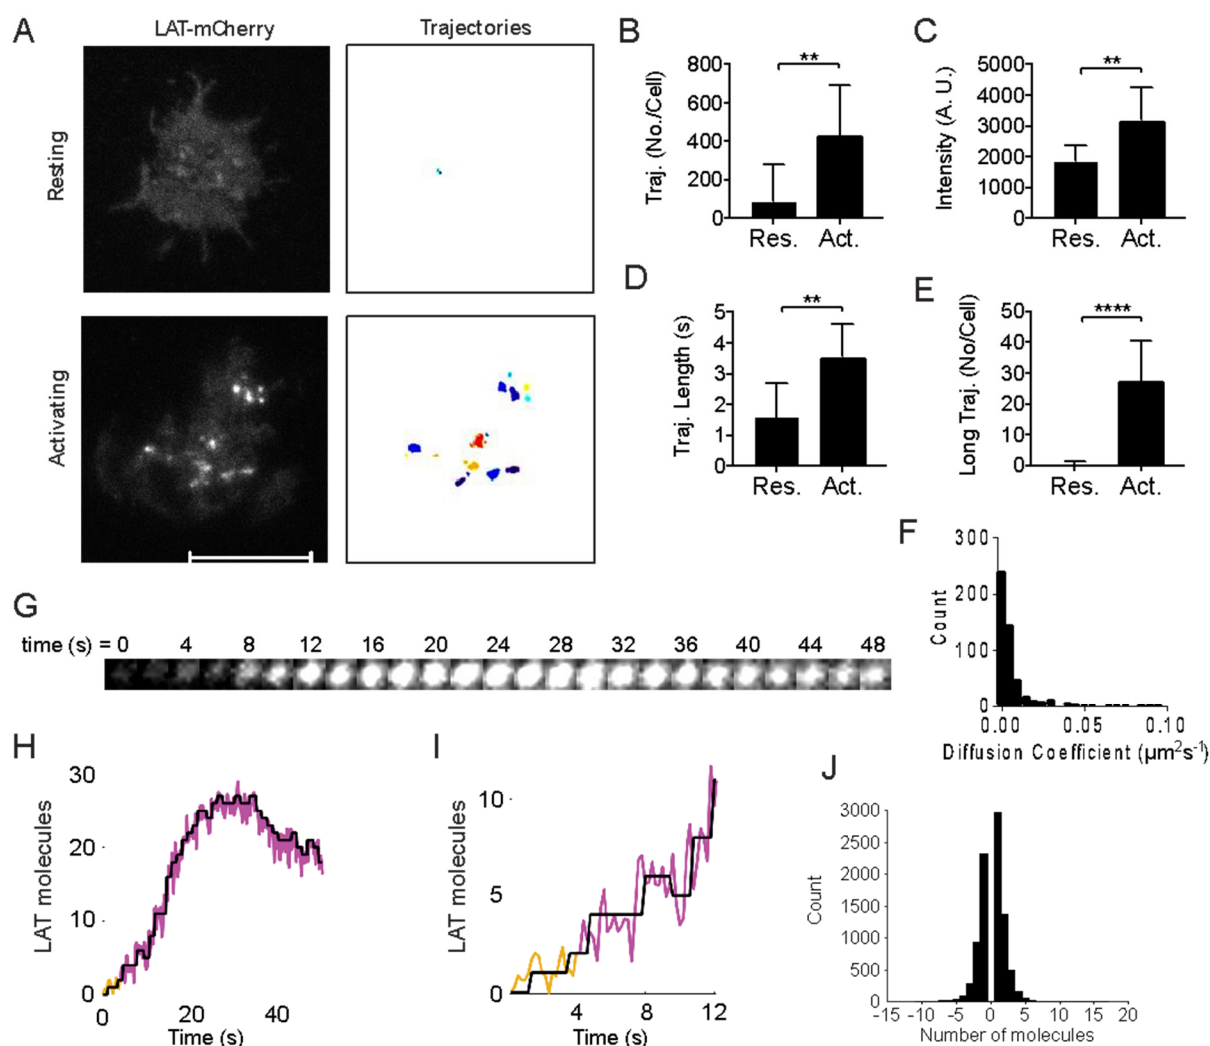 A
LAT-mCherry
Trajectories
Resting
Activating
B
Traj. (No./Cell)
800
600
400
200
0
**
Res.
Act.
C
Intensity (A. U.)
5000
4000
3000
2000
1000
0
**
Res.
Act.
D
Traj. Length (s)
5
4
3
2
1
0
**
Res.
Act.
E
Long Traj. (No/Cell)
50
40
30
20
10
0
****
Res.
Act.
F
Count
300
200
100
0
0.00 0.05 0.10
Diffusion Coefficient (µm²s⁻¹)
G
time (s) = 0 4 8 12 16 20 24 28 32 36 40 44 48
H
LAT molecules
30
20
10
0
0 20 40
Time (s)
I
LAT molecules
10
5
0
4 8 12
Time (s)
J
Count
3000
2500
2000
1500
1000
500
0
-15 -10 -5 0 5 10 15 20
Number of molecules